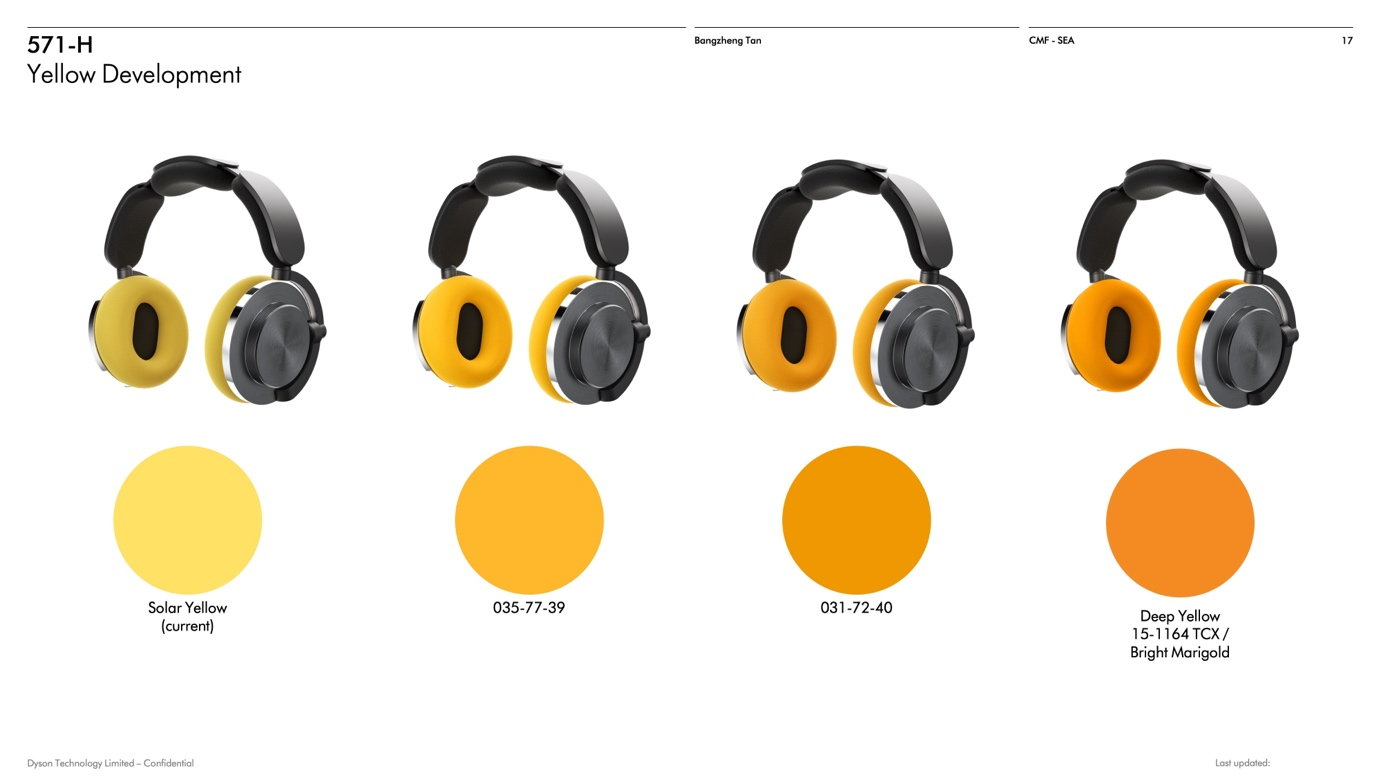 571-H
Yellow Development
Bangzheng Tan
CMF - SEA
17
Solar Yellow
(current)
035-77-39
031-72-40
Deep Yellow
15-1164 TCX /
Bright Marigold
Dyson Technology Limited – Confidential
Last updated: